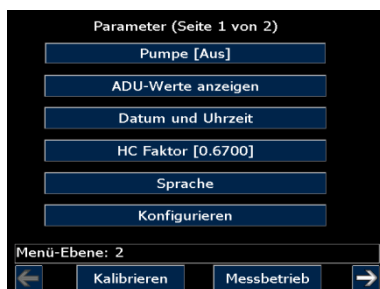 Parameter (Seite 1 von 2)
Pumpe [Aus]
ADU-Werte anzeigen
Datum und Uhrzeit
HC Faktor [0.6700]
Sprache
Konfigurieren
Menü-Ebene: 2
Kalibrieren Messbetrieb